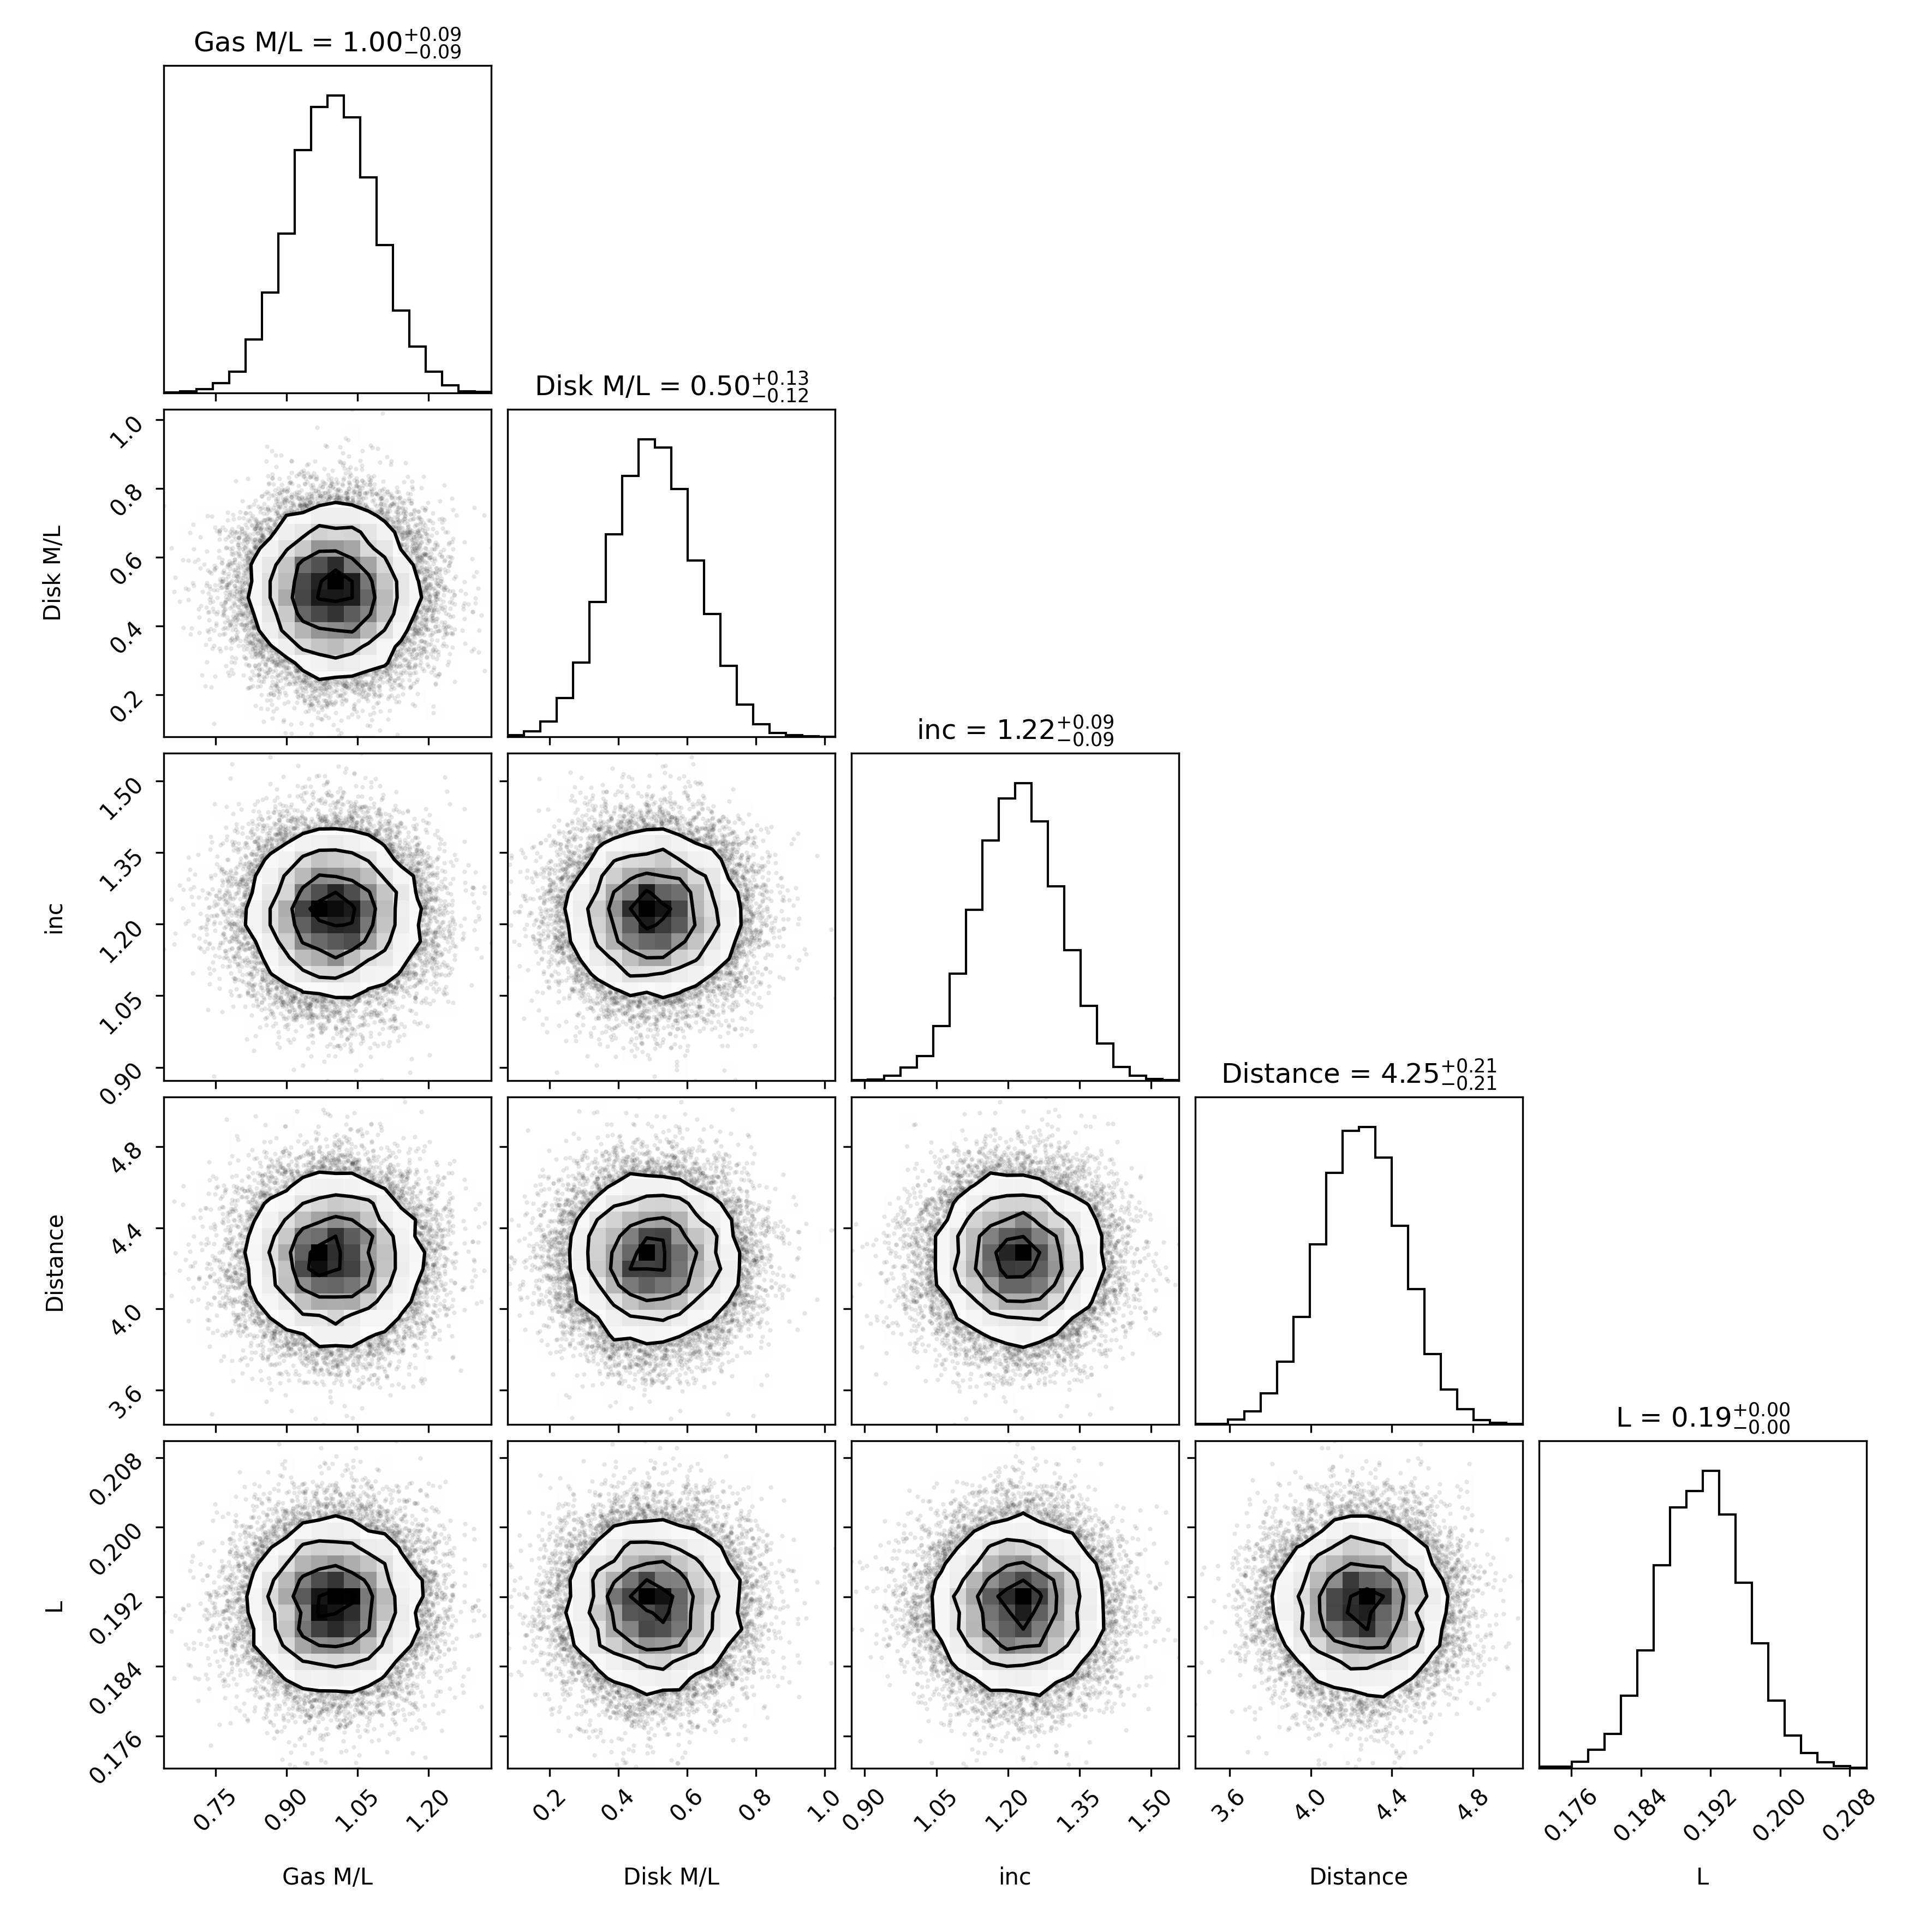 Gas M/L = 1.00 +0.09 −0.09
Disk M/L = 0.50 +0.13 −0.12
1.0
0.8
0.6
0.4
0.2
Disk M/L
inc = 1.22 +0.09 −0.09
1.50
1.35
1.20
1.05
0.90
inc
Distance = 4.25 +0.21 −0.21
4.8
4.4
4.0
3.6
Distance
L = 0.19 +0.00 −0.00
0.208
0.200
0.192
0.184
0.176
L
0.75 0.90 1.05 1.20 0.2 0.4 0.6 0.8 1.0 0.90 1.05 1.20 1.35 1.50 3.6 4.0 4.4 4.8 0.176 0.184 0.192 0.200 0.208
Gas M/L Disk M/L inc Distance L